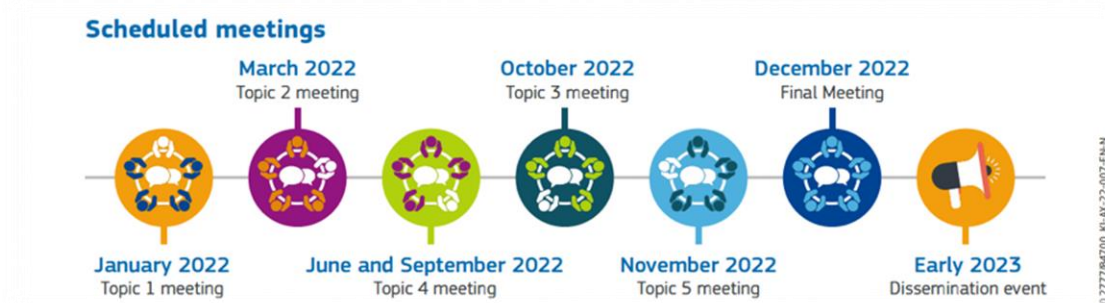 Scheduled meetings
March 2022
Topic 2 meeting
October 2022
Topic 3 meeting
December 2022
Final Meeting
January 2022
Topic 1 meeting
June and September 2022
Topic 4 meeting
November 2022
Topic 5 meeting
Early 2023
Dissemination event